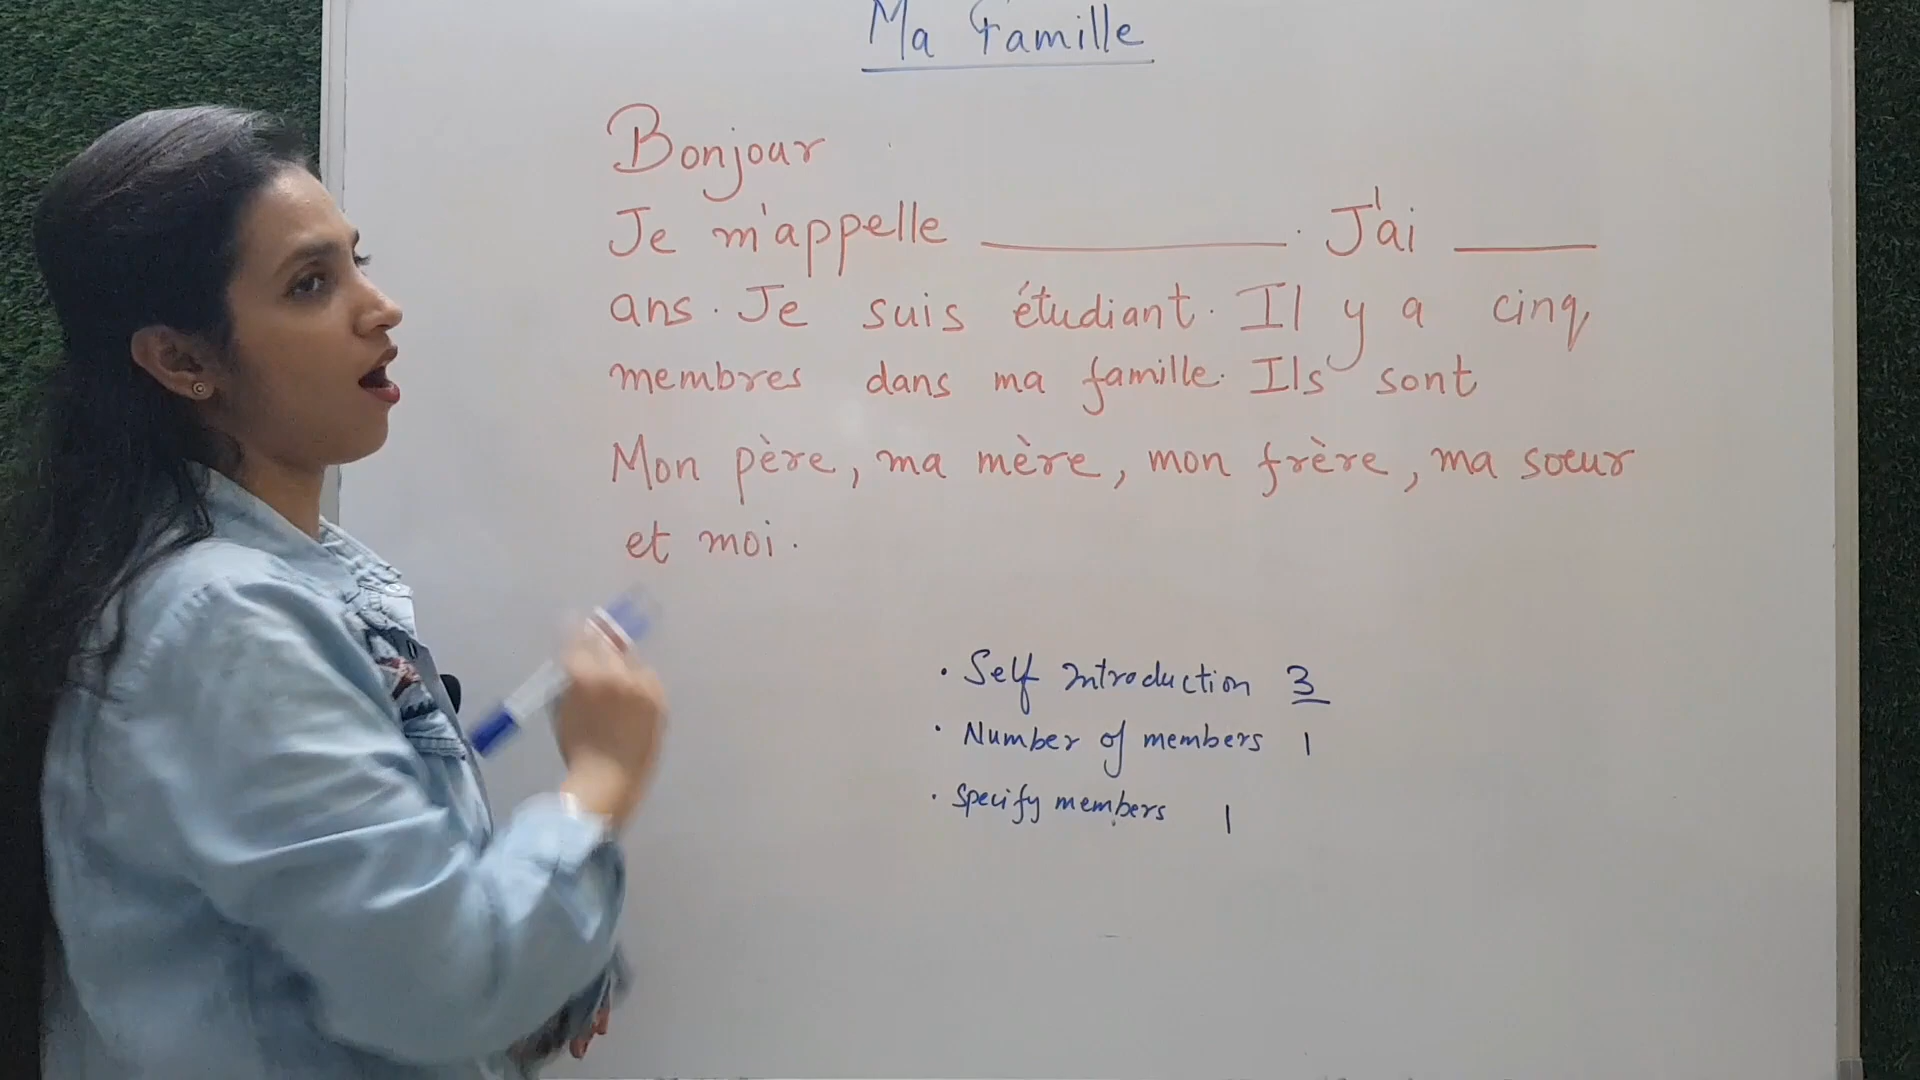 Ma Famille
Bonjour
Je m'appelle __________. J'ai _____
ans. Je suis étudiant. Il y a cinq
membres dans ma famille. Ils sont
Mon père, ma mère, mon frère, ma sœur
et moi.
• Self introduction 3
• Number of members 1
• Specify members 1